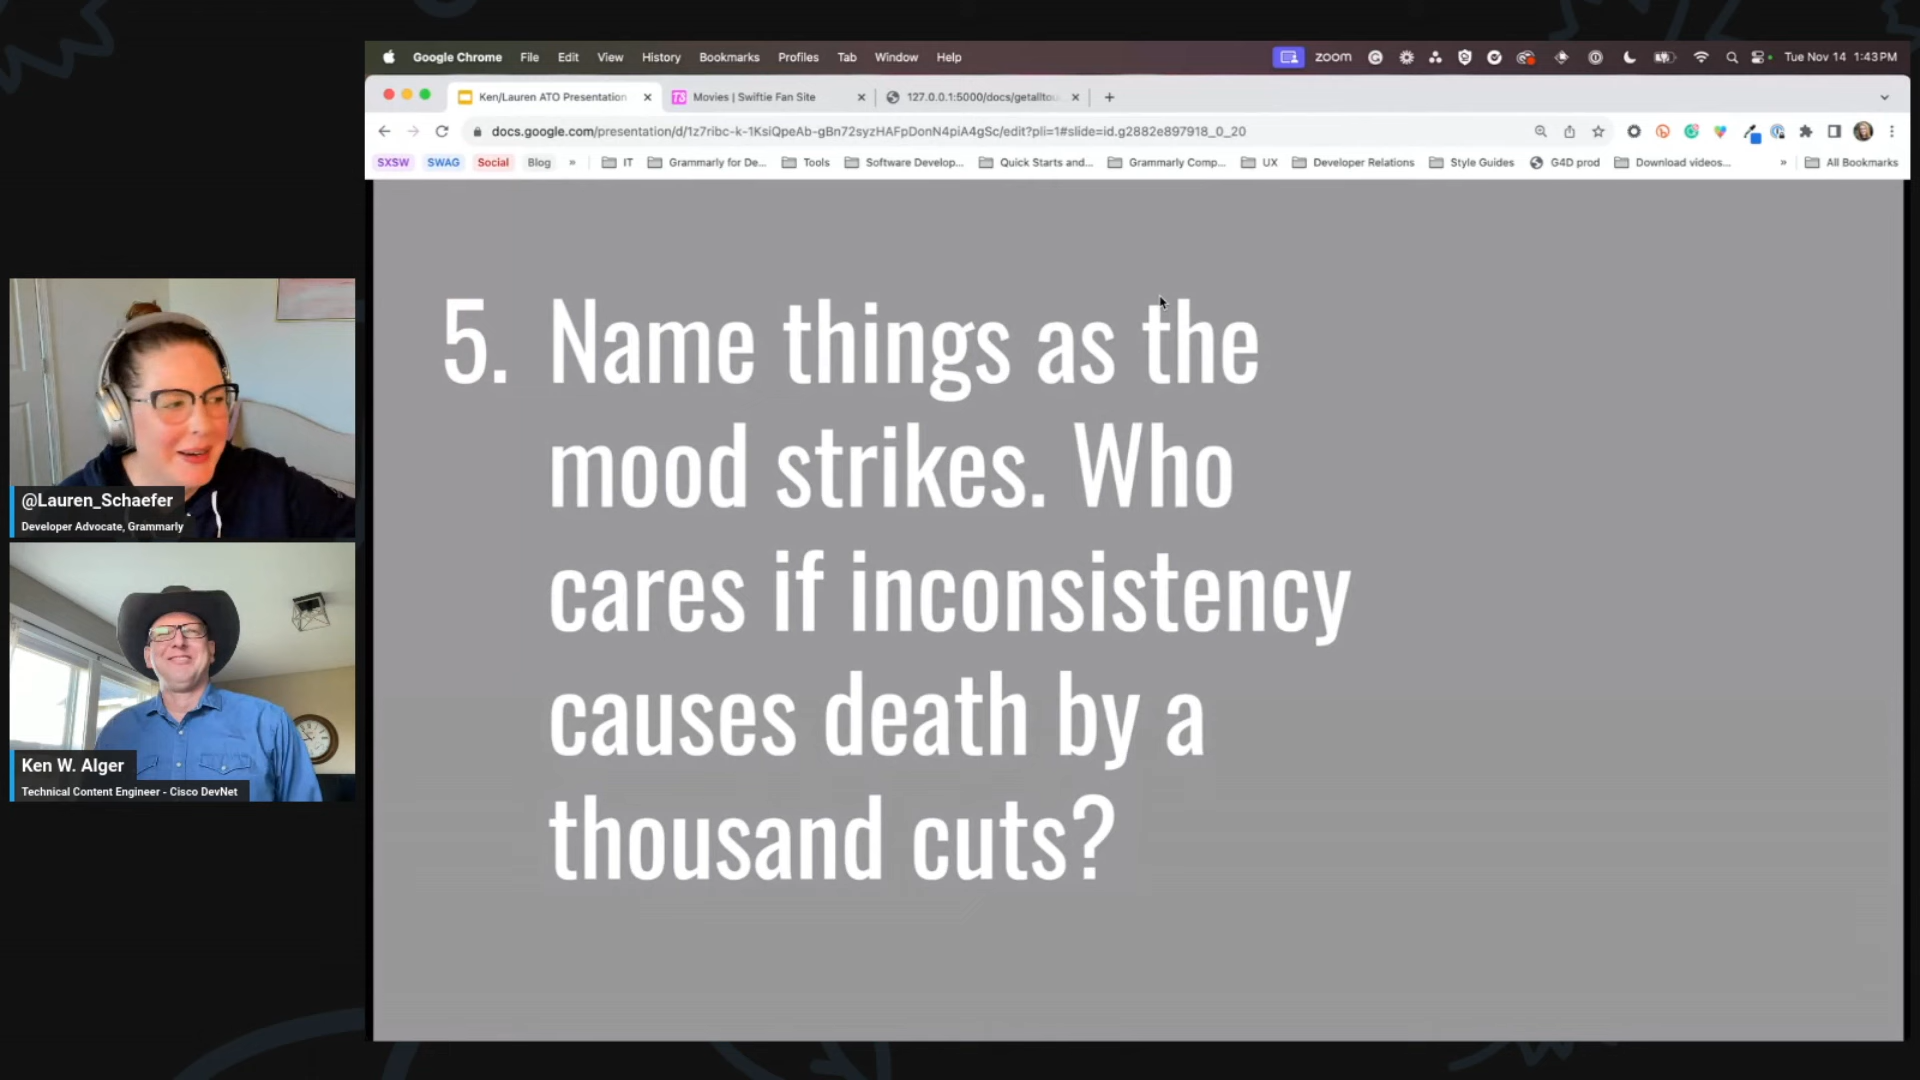 Google Chrome File Edit View History Bookmarks Profiles Tab Window Help zoom Tue Nov 14 1:43 PM
Ken/Lauren ATO Presentation Movies | Swiftie Fan Site 127.0.0.1:5000/docs/getalltou
docs.google.com/presentation/d/1z7ribc-k-1KsiQpeAb-gBn72syzHAFpDonN4piA4gSc/edit?pli=1#slide=id.g2882e897918_0_20
SXSW SWAG Social Blog » IT Grammarly for De... Tools Software Develop... Quick Starts and... Grammarly Comp... UX Developer Relations Style Guides G4D prod Download videos... » All Bookmarks
5. Name things as the
mood strikes. Who
cares if inconsistency
causes death by a
thousand cuts?
@Lauren_Schaefer
Developer Advocate, Grammarly
Ken W. Alger
Technical Content Engineer - Cisco DevNet